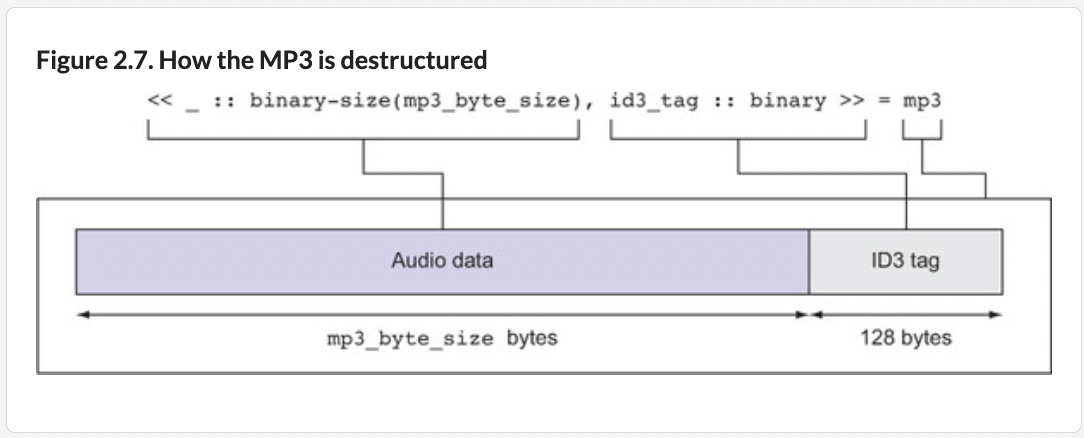 Figure 2.7. How the MP3 is destructured
<< _ :: binary-size(mp3_byte_size), id3_tag :: binary >> = mp3
Audio data
ID3 tag
mp3_byte_size bytes
128 bytes